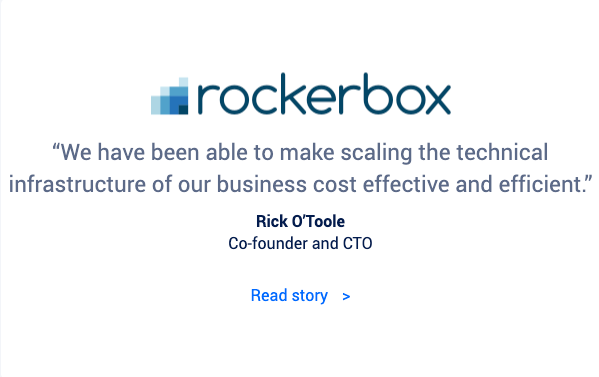 rockerbox
“We have been able to make scaling the technical
infrastructure of our business cost effective and efficient.”
Rick O’Toole
Co-founder and CTO
Read story >